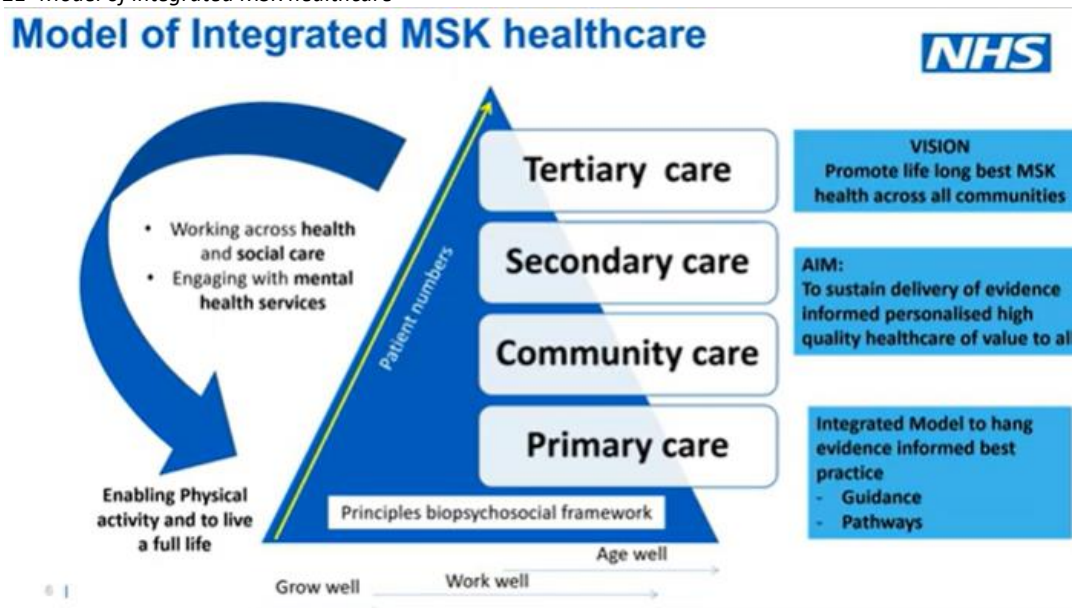 Model of Integrated MSK healthcare
NHS
Tertiary care
Secondary care
Community care
Primary care
Patient numbers
Principles biopsychosocial framework
• Working across health
and social care
• Engaging with mental
health services
Enabling Physical
activity and to live
a full life
VISION
Promote life long best MSK
health across all communities
AIM:
To sustain delivery of evidence
informed personalised high
quality healthcare of value to
Integrated Model to hang
evidence informed best
practice
- Guidance
- Pathways
Age well
Work well
Grow well
6 |